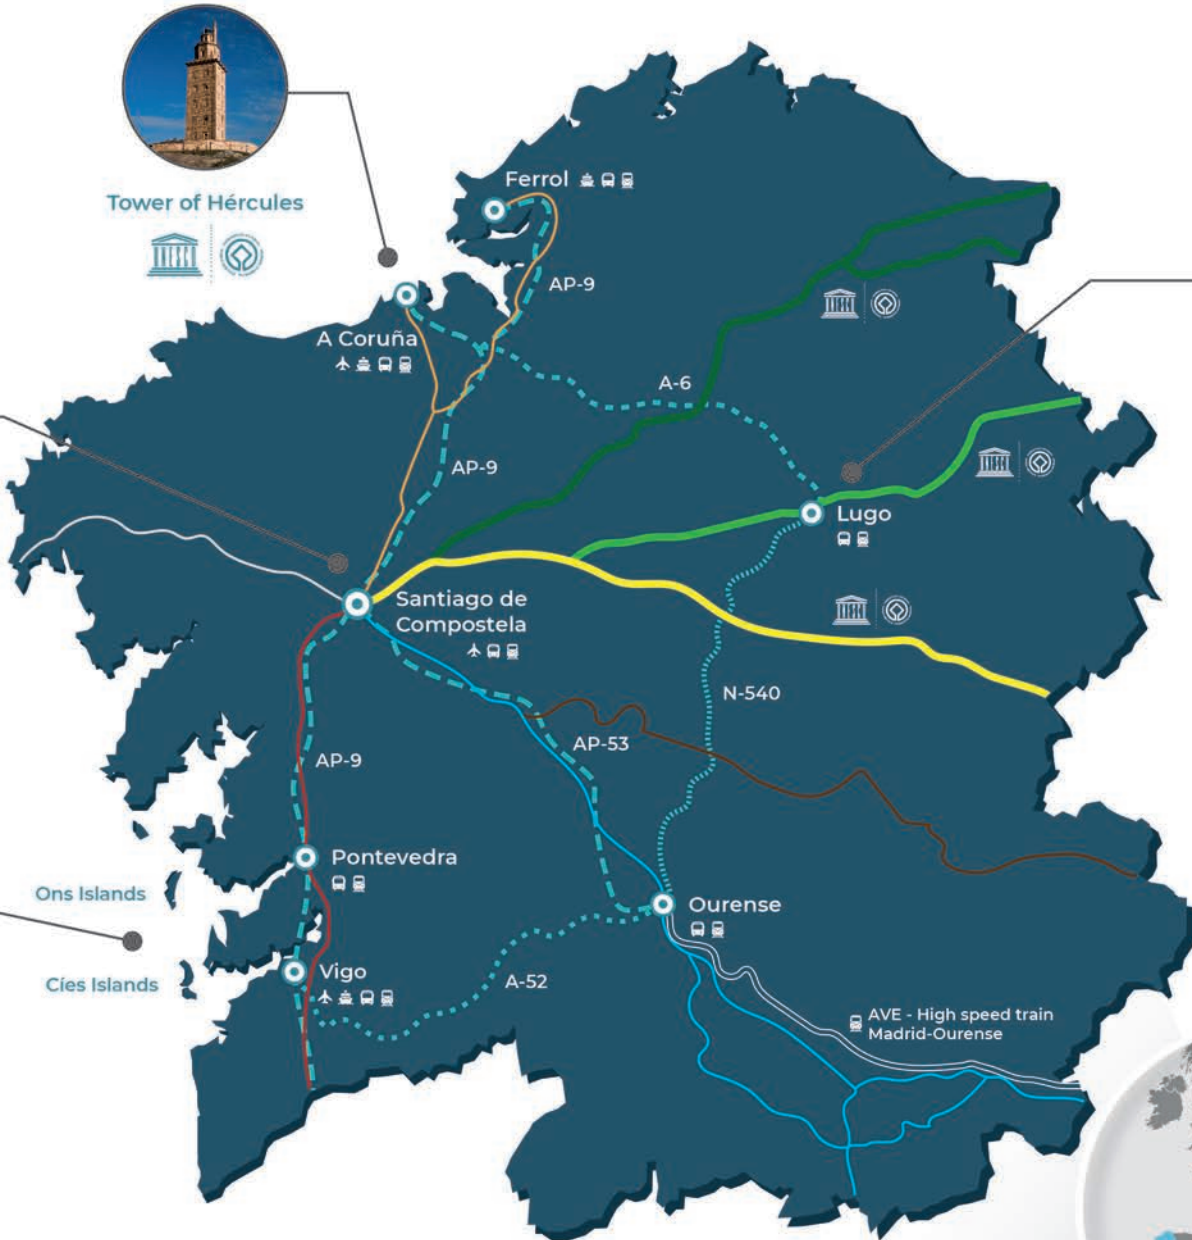 Tower of Hércules
Ferrol
AP-9
A Coruña
A-6
AP-9
Lugo
Santiago de
Compostela
N-540
AP-53
AP-9
Pontevedra
Ons Islands
Ourense
Vigo
Cíes Islands
A-52
AVE - High speed train
Madrid-Ourense